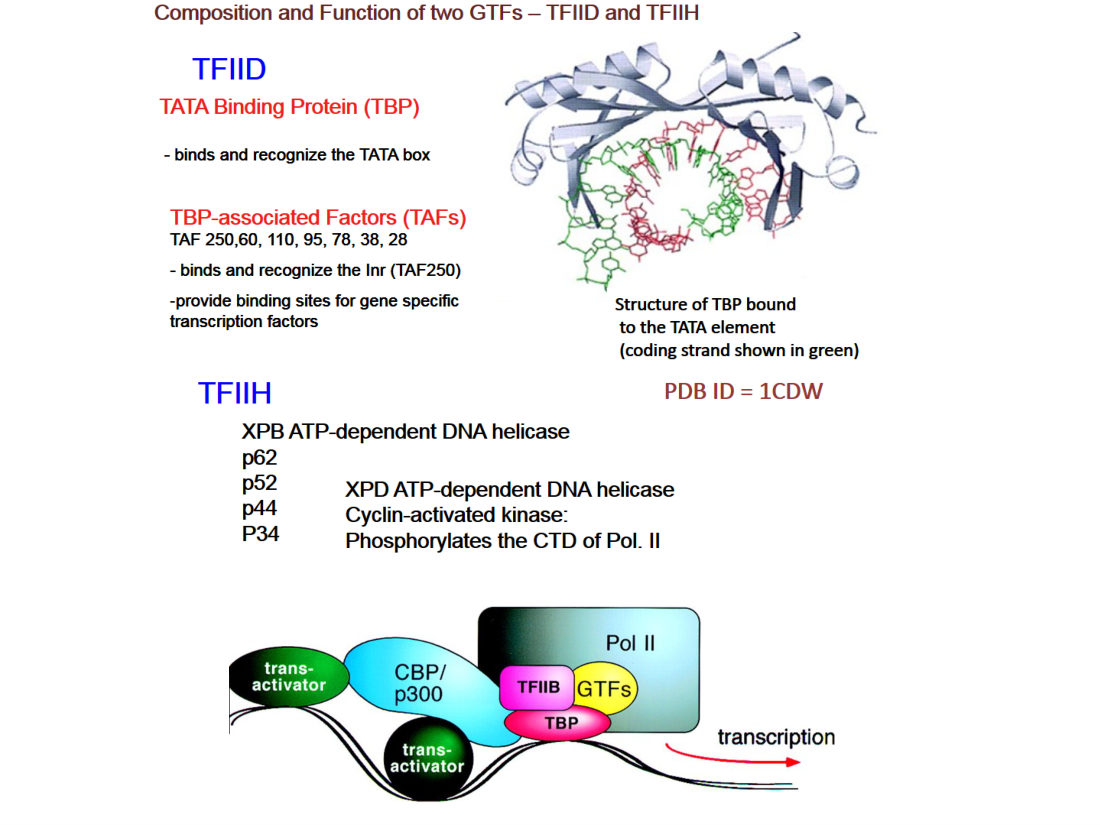 Composition and Function of two GTFs – TFIID and TFIIH
TFIID
TATA Binding Protein (TBP)
- binds and recognize the TATA box
TBP-associated Factors (TAFs)
TAF 250,60, 110, 95, 78, 38, 28
- binds and recognize the Inr (TAF250)
-provide binding sites for gene specific
transcription factors
Structure of TBP bound
to the TATA element
(coding strand shown in green)
PDB ID = 1CDW
TFIIH
XPB ATP-dependent DNA helicase
p62
p52
p44
P34
XPD ATP-dependent DNA helicase
Cyclin-activated kinase:
Phosphorylates the CTD of Pol. II
trans-
activator
CBP/
p300
trans-
activator
Pol II
TFIIB
GTFs
TBP
transcription